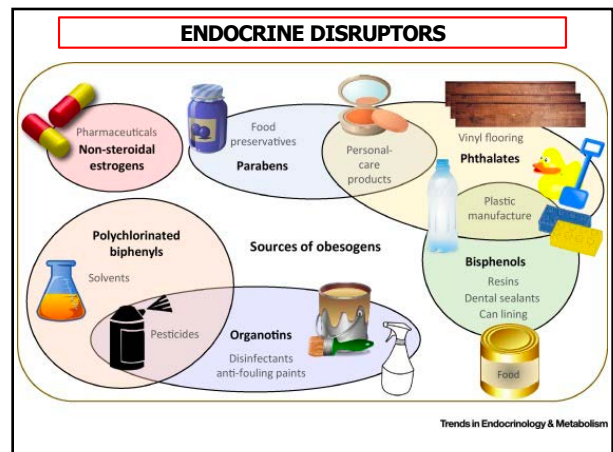 ENDOCRINE DISRUPTORS
Pharmaceuticals
Non-steroidal
estrogens
Food
preservatives
Parabens
Personal-
care
products
Vinyl flooring
Phthalates
Plastic
manufacture
Polychlorinated
biphenyls
Solvents
Sources of obesogens
Bisphenols
Resins
Dental sealants
Can lining
Pesticides
Organotins
Disinfectants
anti-fouling paints
Food
Trends in Endocrinology & Metabolism